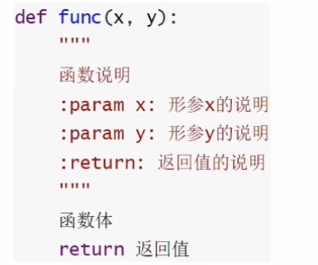 def func(x, y):
"""
函数说明
:param x: 形参x的说明
:param y: 形参y的说明
:return: 返回值的说明
"""
函数体
return 返回值